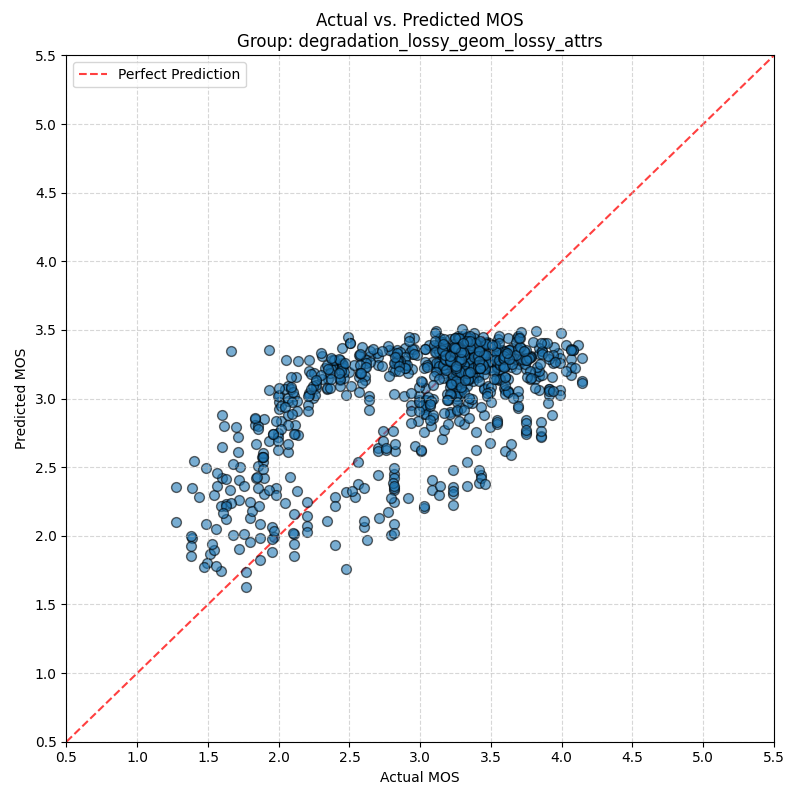 Actual vs. Predicted MOS
Group: degradation_lossy_geom_lossy_attrs
Perfect Prediction
5.5
5.0
4.5
4.0
3.5
3.0
2.5
2.0
1.5
1.0
0.5
Predicted MOS
0.5 1.0 1.5 2.0 2.5 3.0 3.5 4.0 4.5 5.0 5.5
Actual MOS